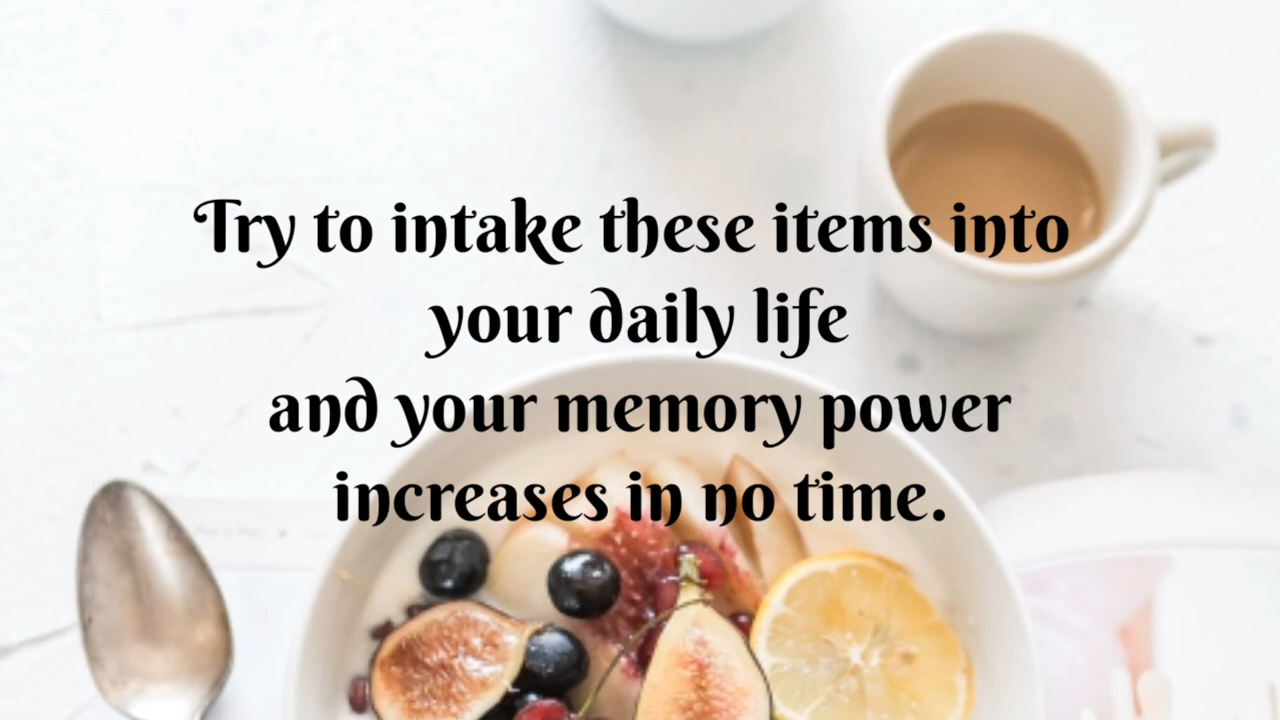 Try to intake these items into
your daily life
and your memory power
increases in no time.